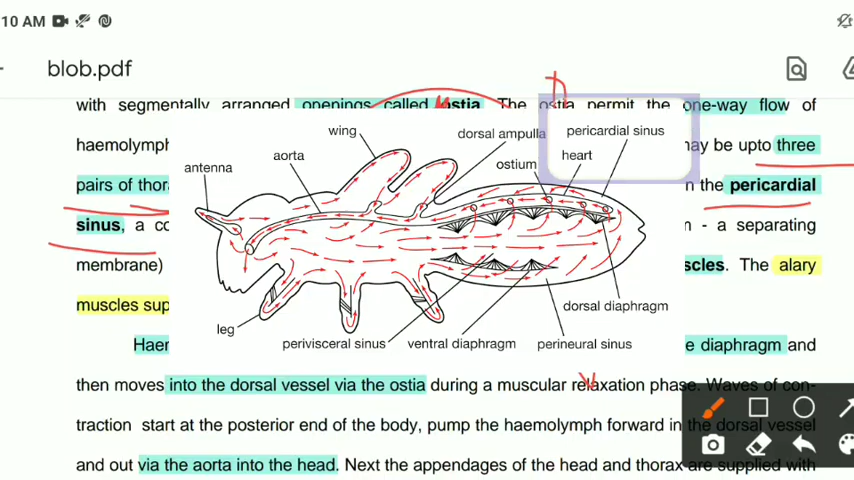 10 AM
blob.pdf
with segmentally arranged openings called ostia. The ostia permit the one-way flow of
haemolymph may be upto three
wing
dorsal ampulla
pericardial sinus
aorta
ostium
heart
antenna
pairs of thor the pericardial
sinus, a co n - a separating
membrane) scles. The alary
muscles sup
dorsal diaphragm
leg
perivisceral sinus
ventral diaphragm
perineural sinus
Haer e diaphragm and
then moves into the dorsal vessel via the ostia during a muscular relaxation phase. Waves of con-
traction start at the posterior end of the body, pump the haemolymph forward in the dorsal vessel
and out via the aorta into the head. Next the appendages of the head and thorax are supplied with